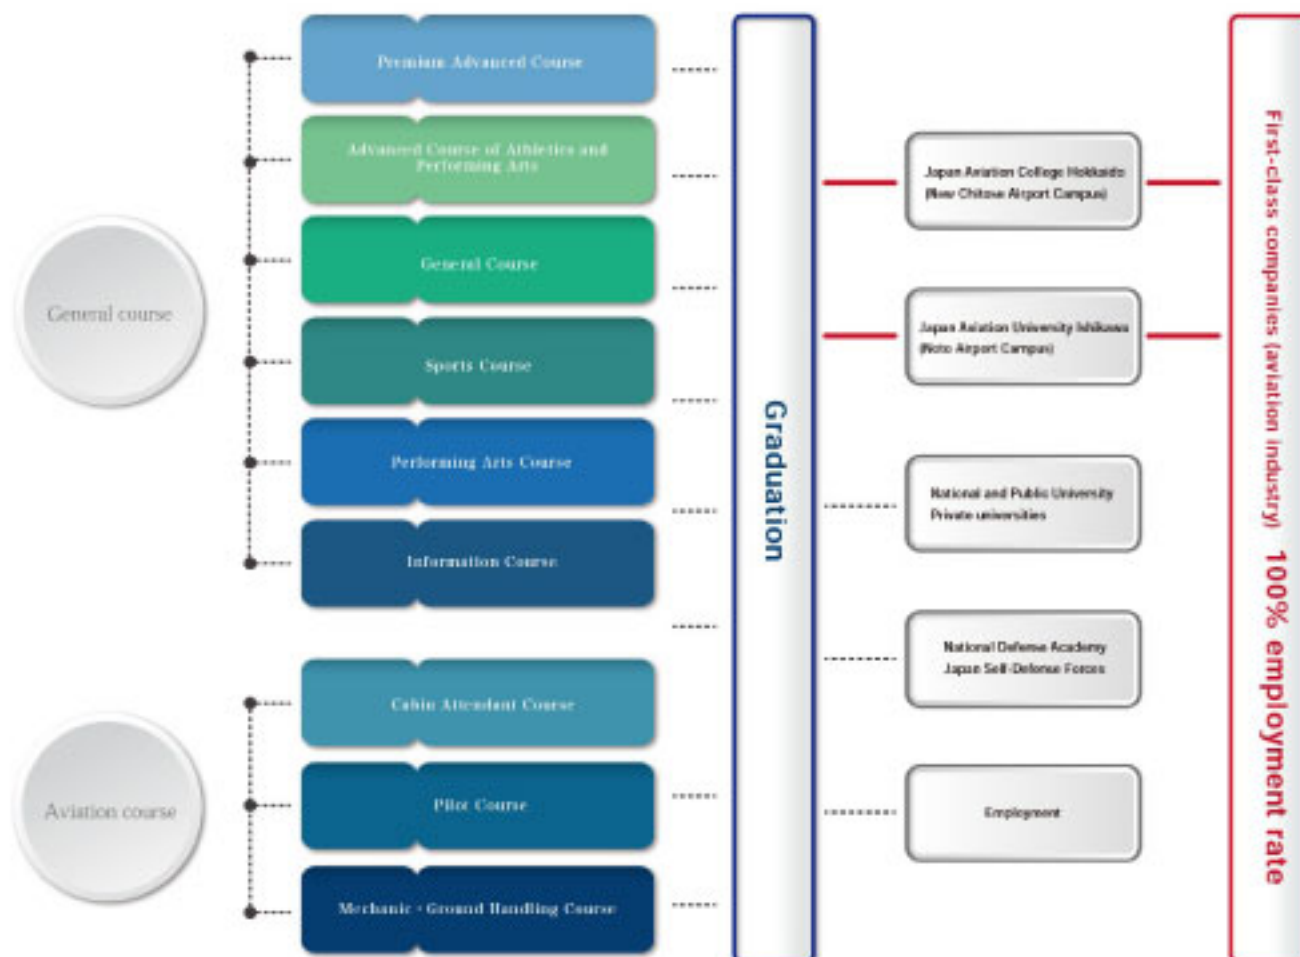 General course
Premium Advanced Course
Advanced Course of Athletics and
Performing Arts
General Course
Sports Course
Performing Arts Course
Information Course
Aviation course
Cabin Attendant Course
Pilot Course
Mechanic・Ground Handling Course
Graduation
Japan Aviation College Hokkaido
(New Chitose Airport Campus)
Japan Aviation University Ishikawa
(Noto Airport Campus)
National and Public University
Private universities
National Defense Academy
Japan Self-Defense Forces
Employment
First-class companies (aviation industry) 100% employment rate